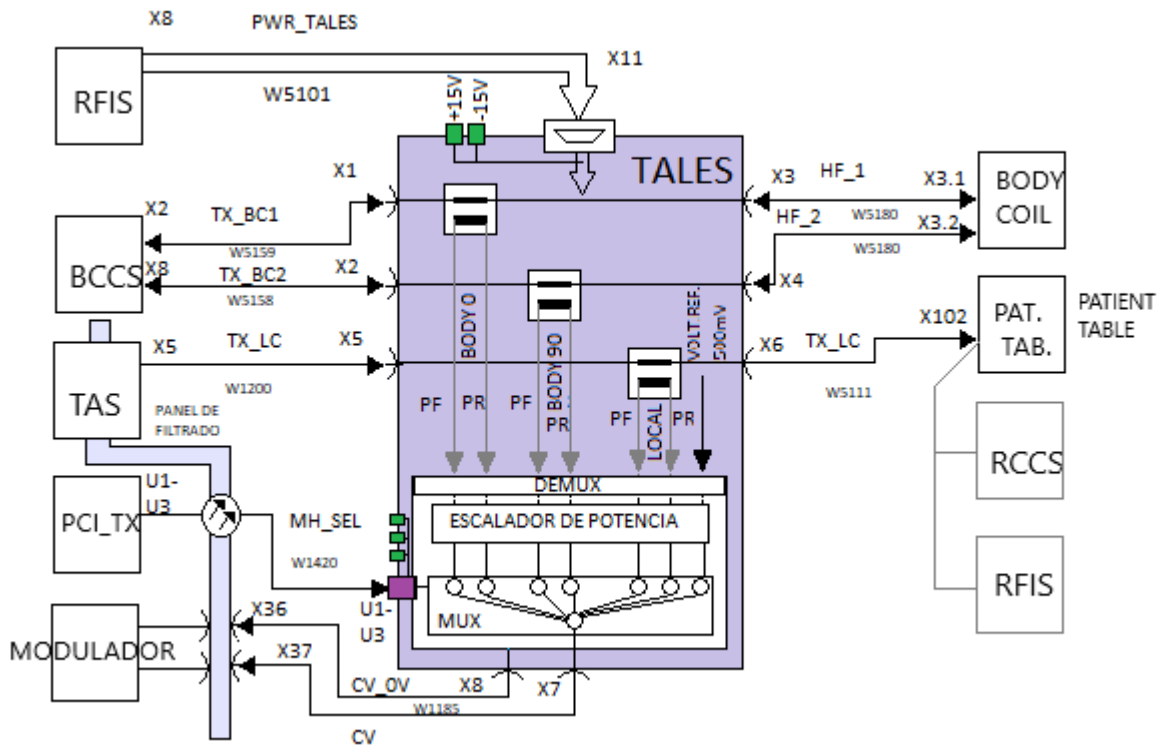 X8
PWR_TALES
X11
RFIS
W5101
+15V
-15V
TALES
X1
X3
HF_1
X3.1
BODY
COIL
X2
TX_BC1
W5159
W5180
HF_2
X3.2
W5180
BCCS
X8
TX_BC2
W5158
X2
X4
BODY 0
BODY 90
VOLT REF.
500mV
X102
PAT.
TAB.
PATIENT
TABLE
X5
TX_LC
X5
X6
TX_LC
W1200
W5111
TAS
PANEL DE
FILTRADO
PF
PR
PF
PR
PF
LOCAL
PR
RCCS
U1-
U3
PCI_TX
DEMUX
ESCALADOR DE POTENCIA
MH_SEL
W1420
RFIS
U1-
U3
MUX
X36
MODULADOR
X37
CV_0V
X8
X7
W1185
CV